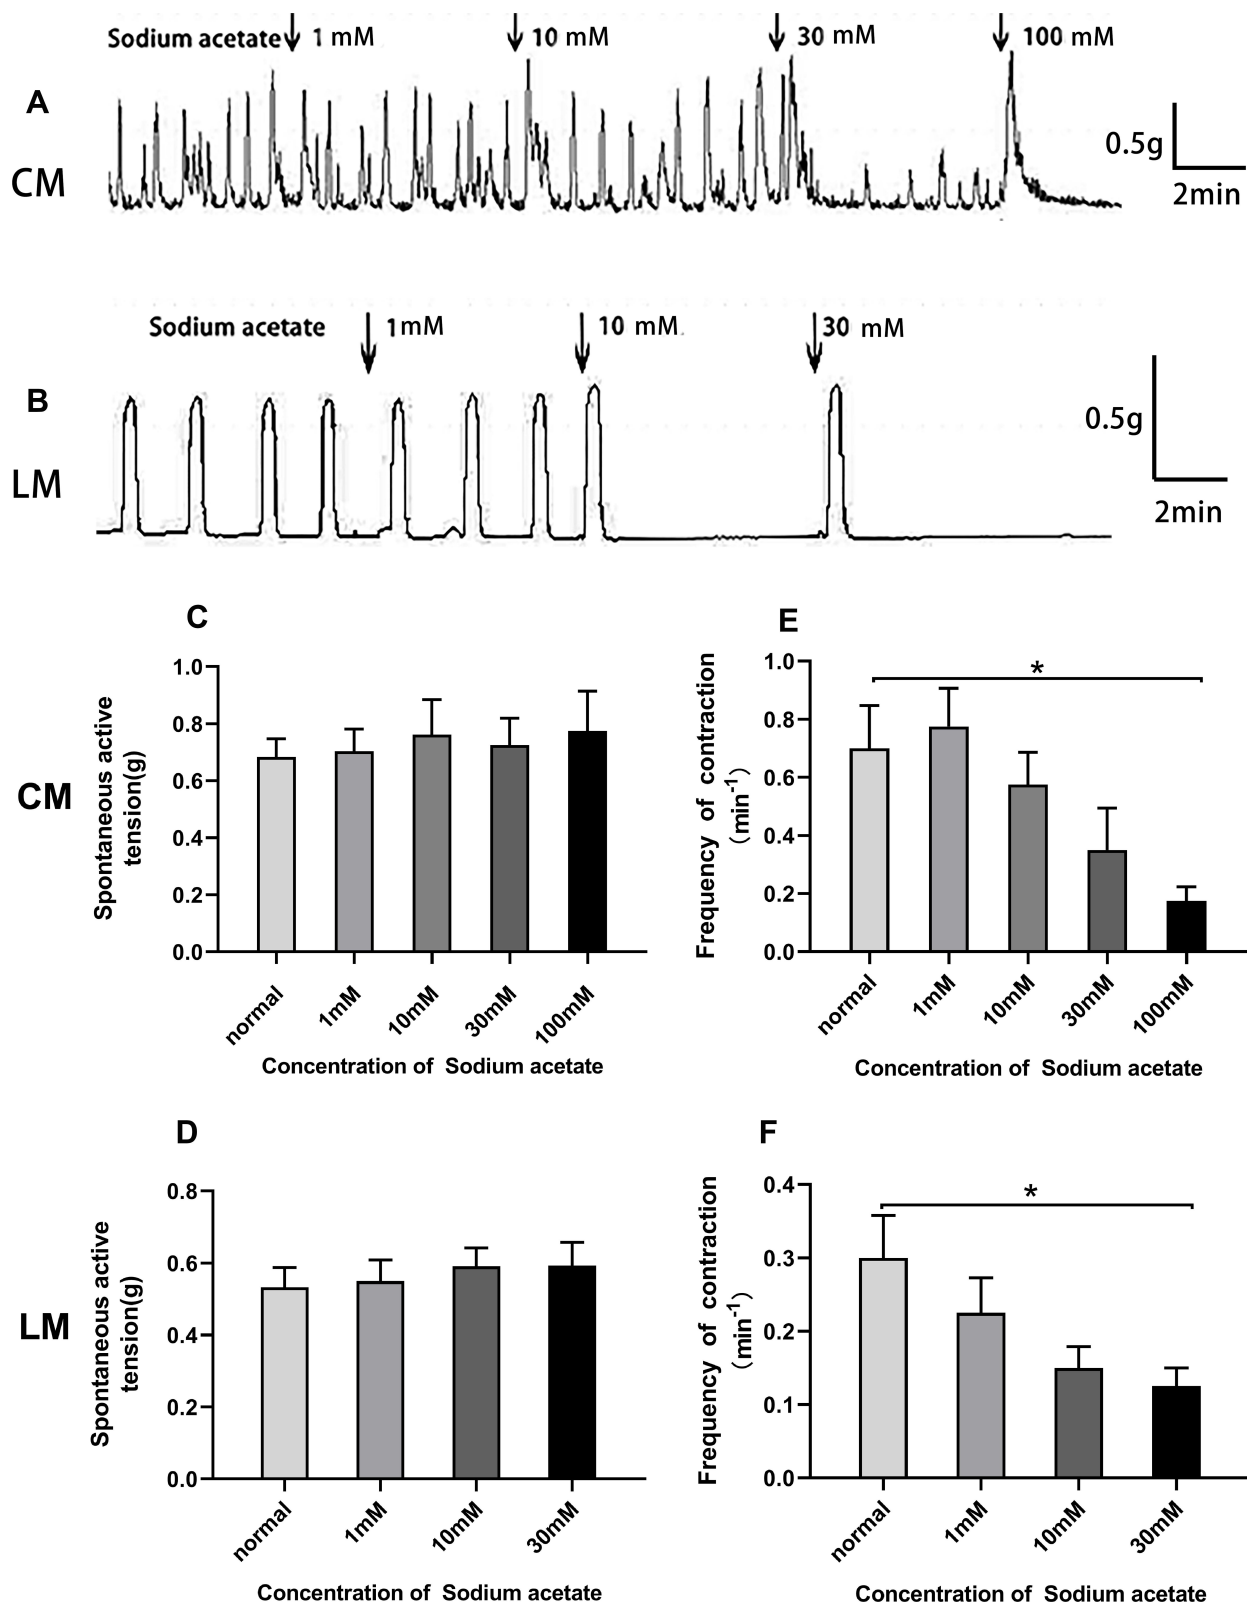 Sodium acetate 1 mM 10 mM 30 mM 100 mM
A
CM
0.5g
2min
Sodium acetate 1mM 10 mM 30 mM
B
LM
0.5g
2min
C
CM
Spontaneous active
tension(g)
1.0
0.8
0.6
0.4
0.2
0.0
normal 1mM 10mM 30mM 100mM
Concentration of Sodium acetate
E
Frequency of contraction
(min-1)
1.0
0.8
0.6
0.4
0.2
0.0
*
normal 1mM 10mM 30mM 100mM
Concentration of Sodium acetate
D
LM
Spontaneous active
tension(g)
0.8
0.6
0.4
0.2
0.0
normal 1mM 10mM 30mM
Concentration of Sodium acetate
F
Frequency of contraction
(min-1)
0.4
0.3
0.2
0.1
0.0
*
normal 1mM 10mM 30mM
Concentration of Sodium acetate